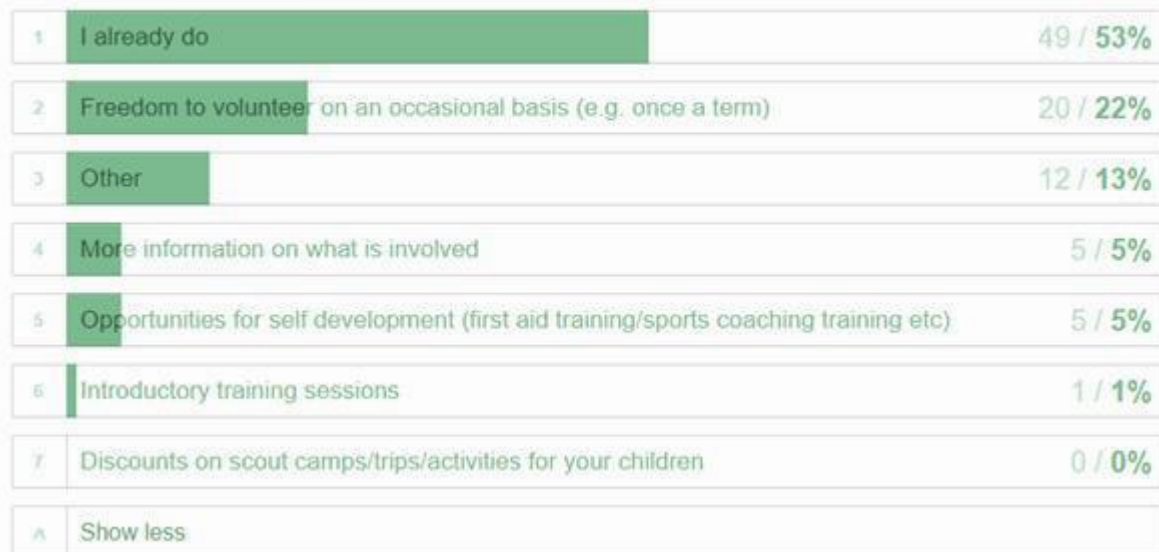 1 I already do 49 / 53%
2 Freedom to volunteer on an occasional basis (e.g. once a term) 20 / 22%
3 Other 12 / 13%
4 More information on what is involved 5 / 5%
5 Opportunities for self development (first aid training/sports coaching training etc) 5 / 5%
6 Introductory training sessions 1 / 1%
7 Discounts on scout camps/trips/activities for your children 0 / 0%
Show less